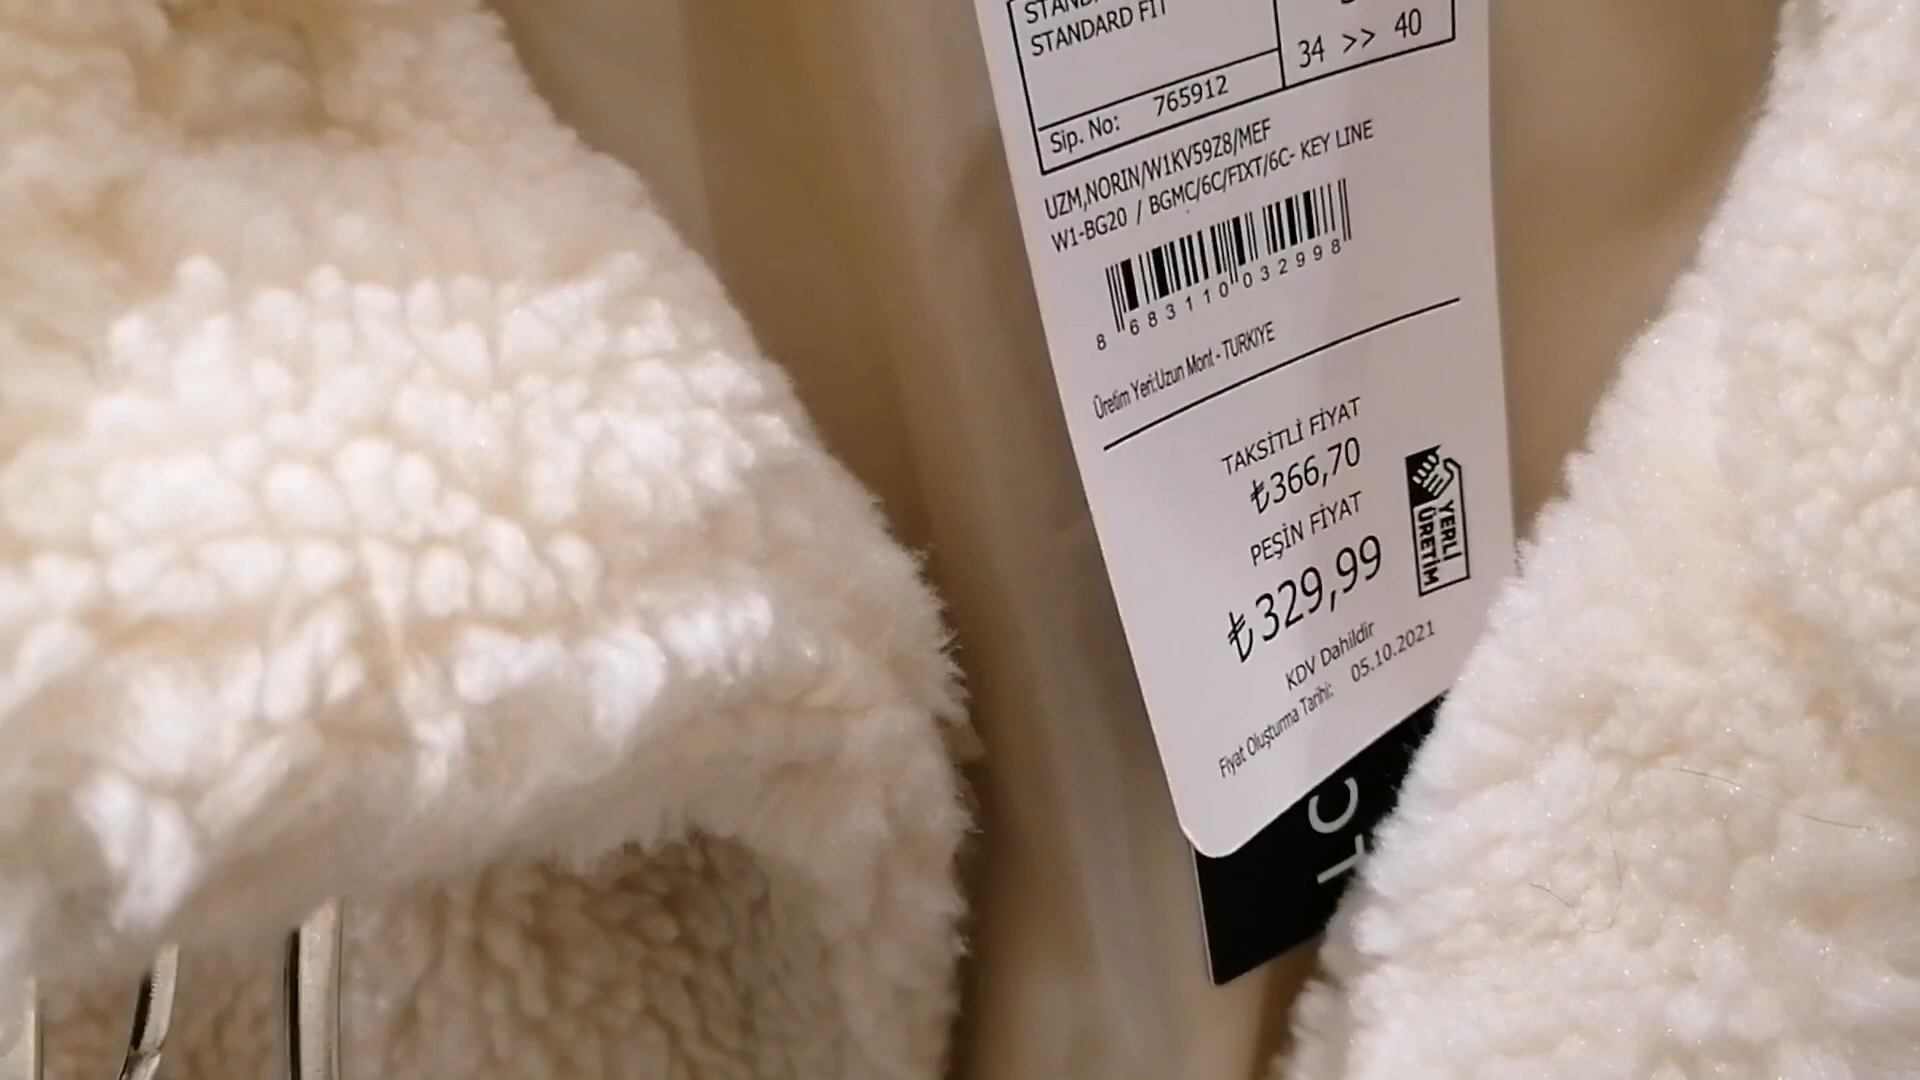 STANDARD FIT
34 >> 40
Sip. No: 765912
UZM,NORIN/W1KV59Z8/MEF
W1-BG20 / BGMC/6C/FIXT/6C- KEY LINE
8 683110 032998
Üretim Yeri:Uzun Mont - TURKIYE
TAKSİTLİ FİYAT
₺366,70
PEŞİN FİYAT
₺329,99
YERLİ
ÜRETİM
KDV Dahildir
Fiyat Oluşturma Tarihi: 05.10.2021
LC